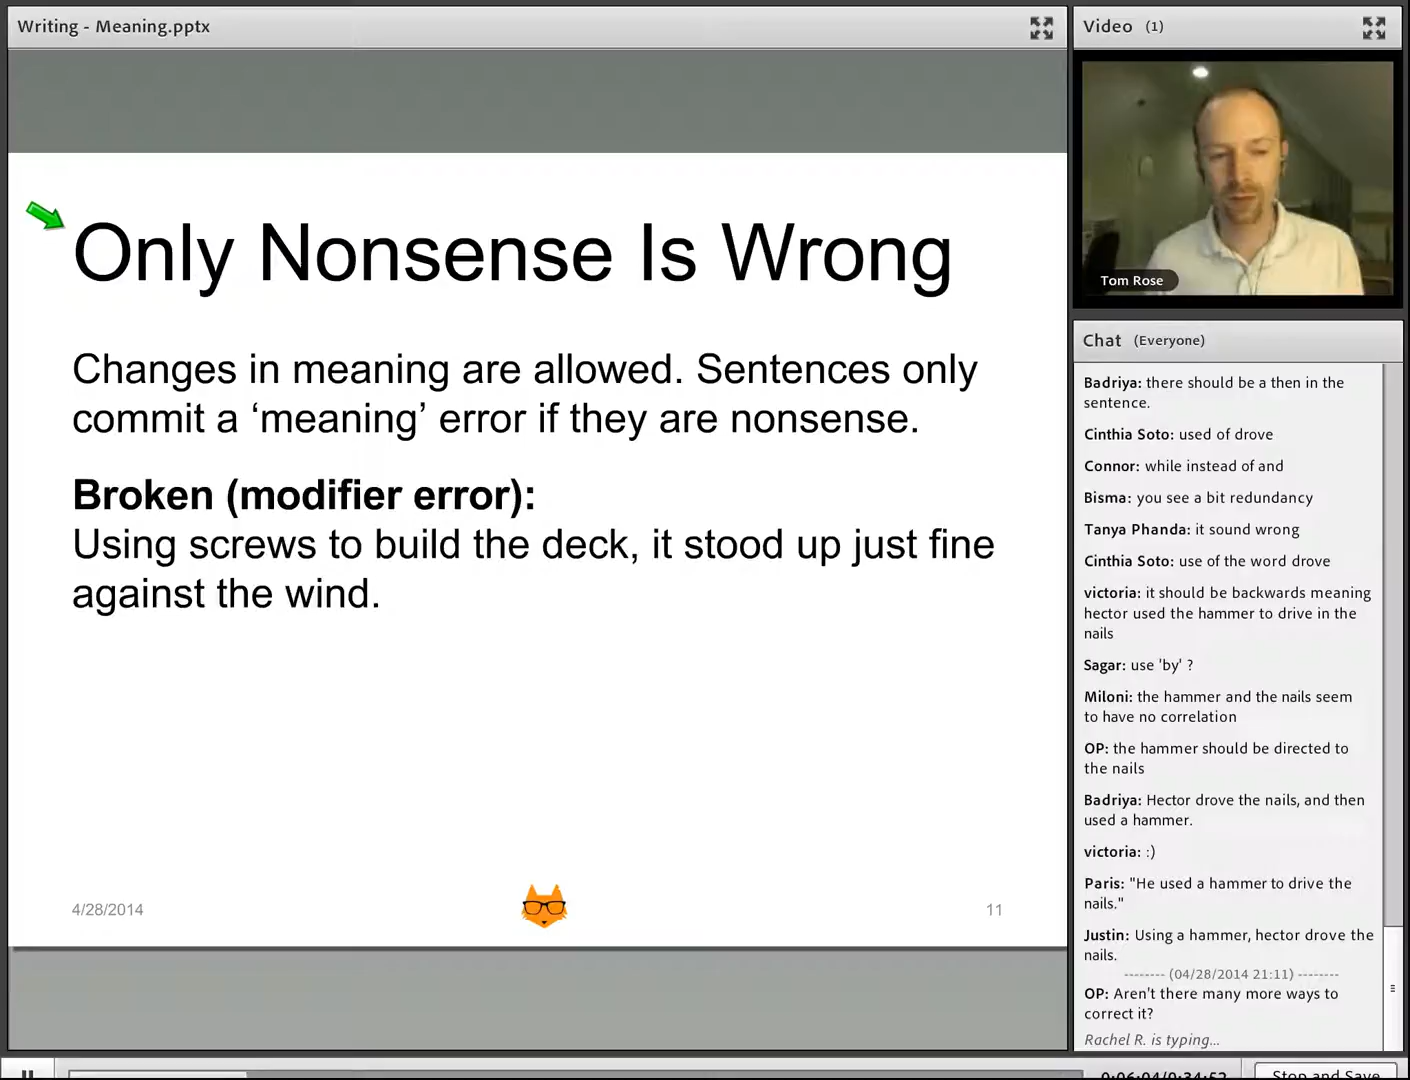 Writing - Meaning.pptx
Only Nonsense Is Wrong
Changes in meaning are allowed. Sentences only
commit a ‘meaning’ error if they are nonsense.
Broken (modifier error):
Using screws to build the deck, it stood up just fine
against the wind.
4/28/2014
11
Video (1)
Tom Rose
Chat (Everyone)
Badriya: there should be a then in the
sentence.
Cinthia Soto: used of drove
Connor: while instead of and
Bisma: you see a bit redundancy
Tanya Phanda: it sound wrong
Cinthia Soto: use of the word drove
victoria: it should be backwards meaning
hector used the hammer to drive in the
nails
Sagar: use 'by' ?
Miloni: the hammer and the nails seem
to have no correlation
OP: the hammer should be directed to
the nails
Badriya: Hector drove the nails, and then
used a hammer.
victoria: :)
Paris: "He used a hammer to drive the
nails."
Justin: Using a hammer, hector drove the
nails.
-------- (04/28/2014 21:11) --------
OP: Aren't there many more ways to
correct it?
Rachel R. is typing...
0:06:04/0:34:52
Stop and Save